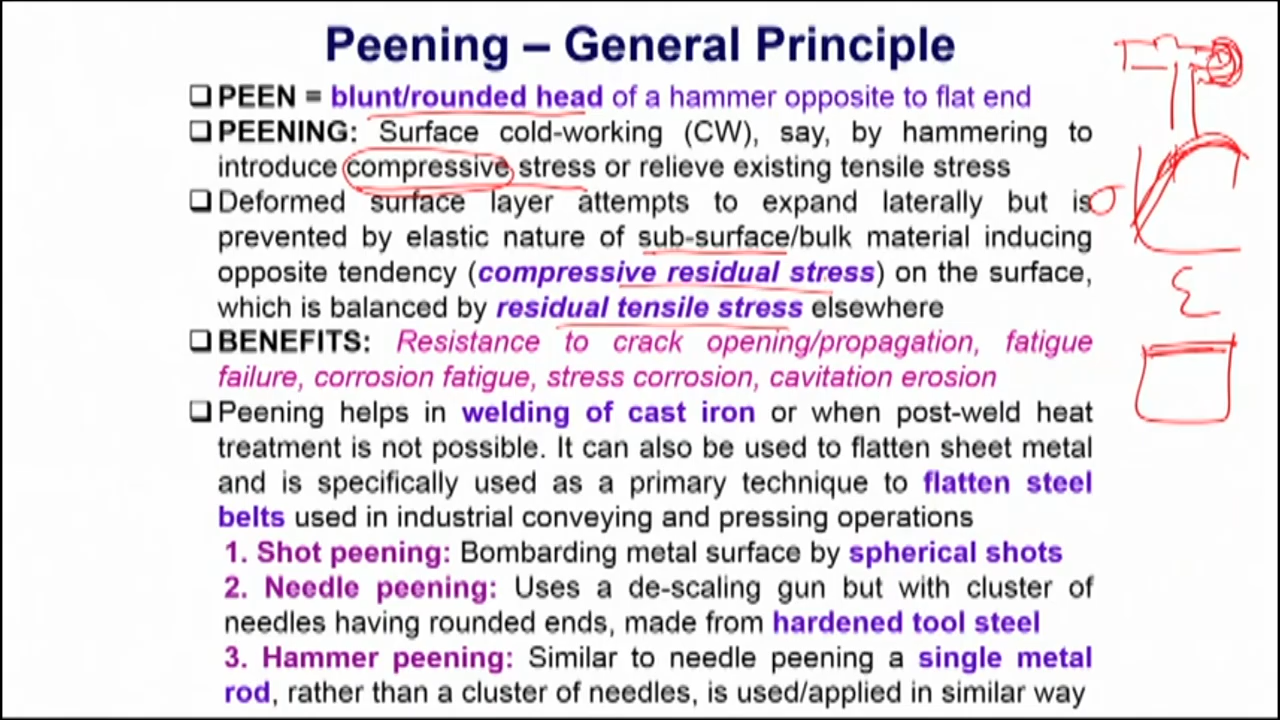 Peening – General Principle
❑PEEN ≡ blunt/rounded head of a hammer opposite to flat end
❑PEENING: Surface cold-working (CW), say, by hammering to
introduce compressive stress or relieve existing tensile stress
❑Deformed surface layer attempts to expand laterally but is
prevented by elastic nature of sub-surface/bulk material inducing
opposite tendency (compressive residual stress) on the surface,
which is balanced by residual tensile stress elsewhere
❑BENEFITS: Resistance to crack opening/propagation, fatigue
failure, corrosion fatigue, stress corrosion, cavitation erosion
❑Peening helps in welding of cast iron or when post-weld heat
treatment is not possible. It can also be used to flatten sheet metal
and is specifically used as a primary technique to flatten steel
belts used in industrial conveying and pressing operations
1. Shot peening: Bombarding metal surface by spherical shots
2. Needle peening: Uses a de-scaling gun but with cluster of
needles having rounded ends, made from hardened tool steel
3. Hammer peening: Similar to needle peening a single metal
rod, rather than a cluster of needles, is used/applied in similar way
σ
ε